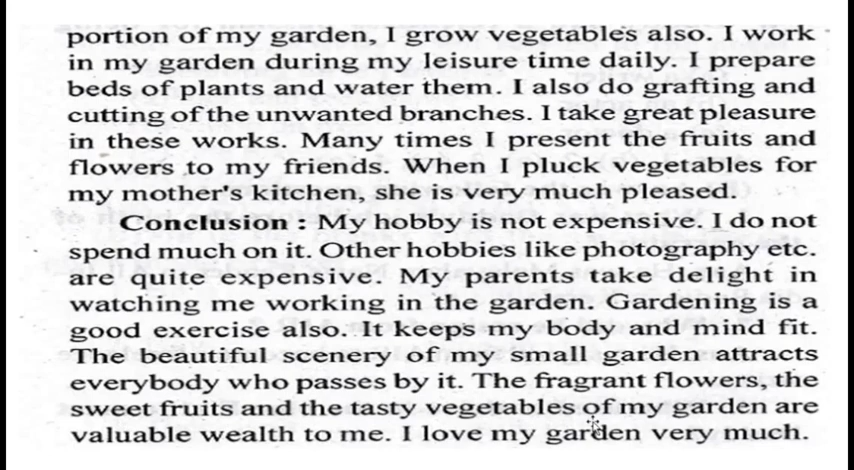 portion of my garden, I grow vegetables also. I work
in my garden during my leisure time daily. I prepare
beds of plants and water them. I also do grafting and
cutting of the unwanted branches. I take great pleasure
in these works. Many times I present the fruits and
flowers to my friends. When I pluck vegetables for
my mother's kitchen, she is very much pleased.
Conclusion : My hobby is not expensive. I do not
spend much on it. Other hobbies like photography etc.
are quite expensive. My parents take delight in
watching me working in the garden. Gardening is a
good exercise also. It keeps my body and mind fit.
The beautiful scenery of my small garden attracts
everybody who passes by it. The fragrant flowers, the
sweet fruits and the tasty vegetables of my garden are
valuable wealth to me. I love my garden very much.